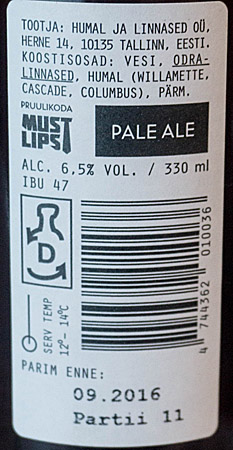 TOOTJA: HUMAL JA LINNASED OÜ,
HERNE 14, 10135 TALLINN, EESTI.
KOOSTISOSAD: VESI, ODRA-
LINNASED, HUMAL (WILLAMETTE,
CASCADE, COLUMBUS), PÄRM.
PRUULIKODA
MUST
LIPS
PALE ALE
ALC. 6,5% VOL. / 330 ml
IBU 47
D
SERV TEMP
12°- 14°C
4 744362 010036
PARIM ENNE:
09.2016
Partii 11